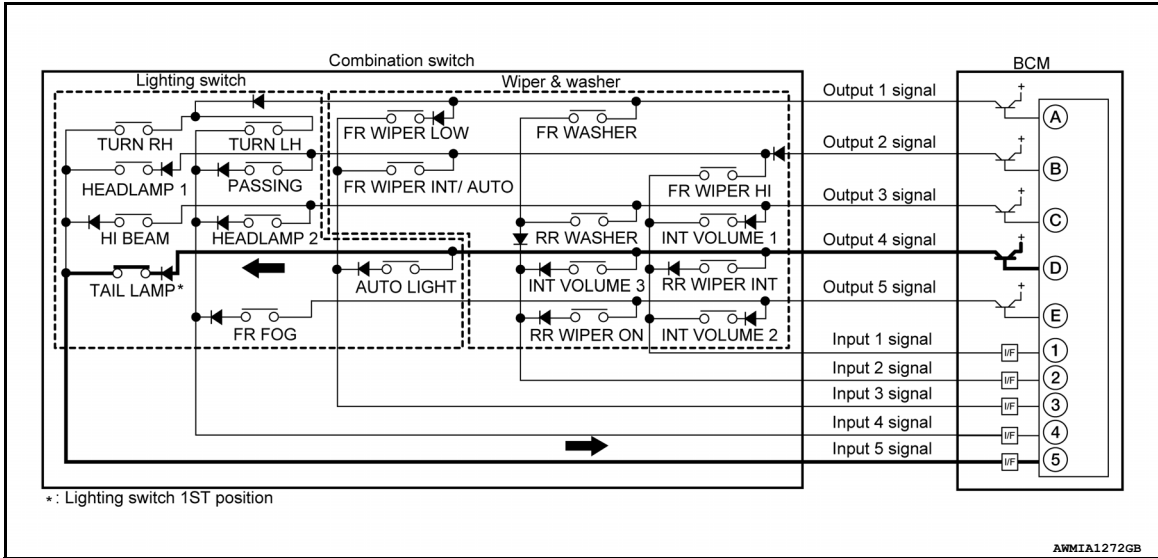 Combination switch
BCM
Lighting switch
Wiper & washer
Output 1 signal
+
A
TURN RH
TURN LH
FR WIPER LOW
FR WASHER
Output 2 signal
+
B
HEADLAMP 1
PASSING
FR WIPER INT/ AUTO
FR WIPER HI
Output 3 signal
+
C
HI BEAM
HEADLAMP 2
RR WASHER
INT VOLUME 1
Output 4 signal
+
D
TAIL LAMP*
AUTO LIGHT
INT VOLUME 3
RR WIPER INT
Output 5 signal
+
E
FR FOG
RR WIPER ON
INT VOLUME 2
Input 1 signal
I/F
1
Input 2 signal
I/F
2
Input 3 signal
I/F
3
Input 4 signal
I/F
4
Input 5 signal
I/F
5
*: Lighting switch 1ST position
AWMIA1272GB